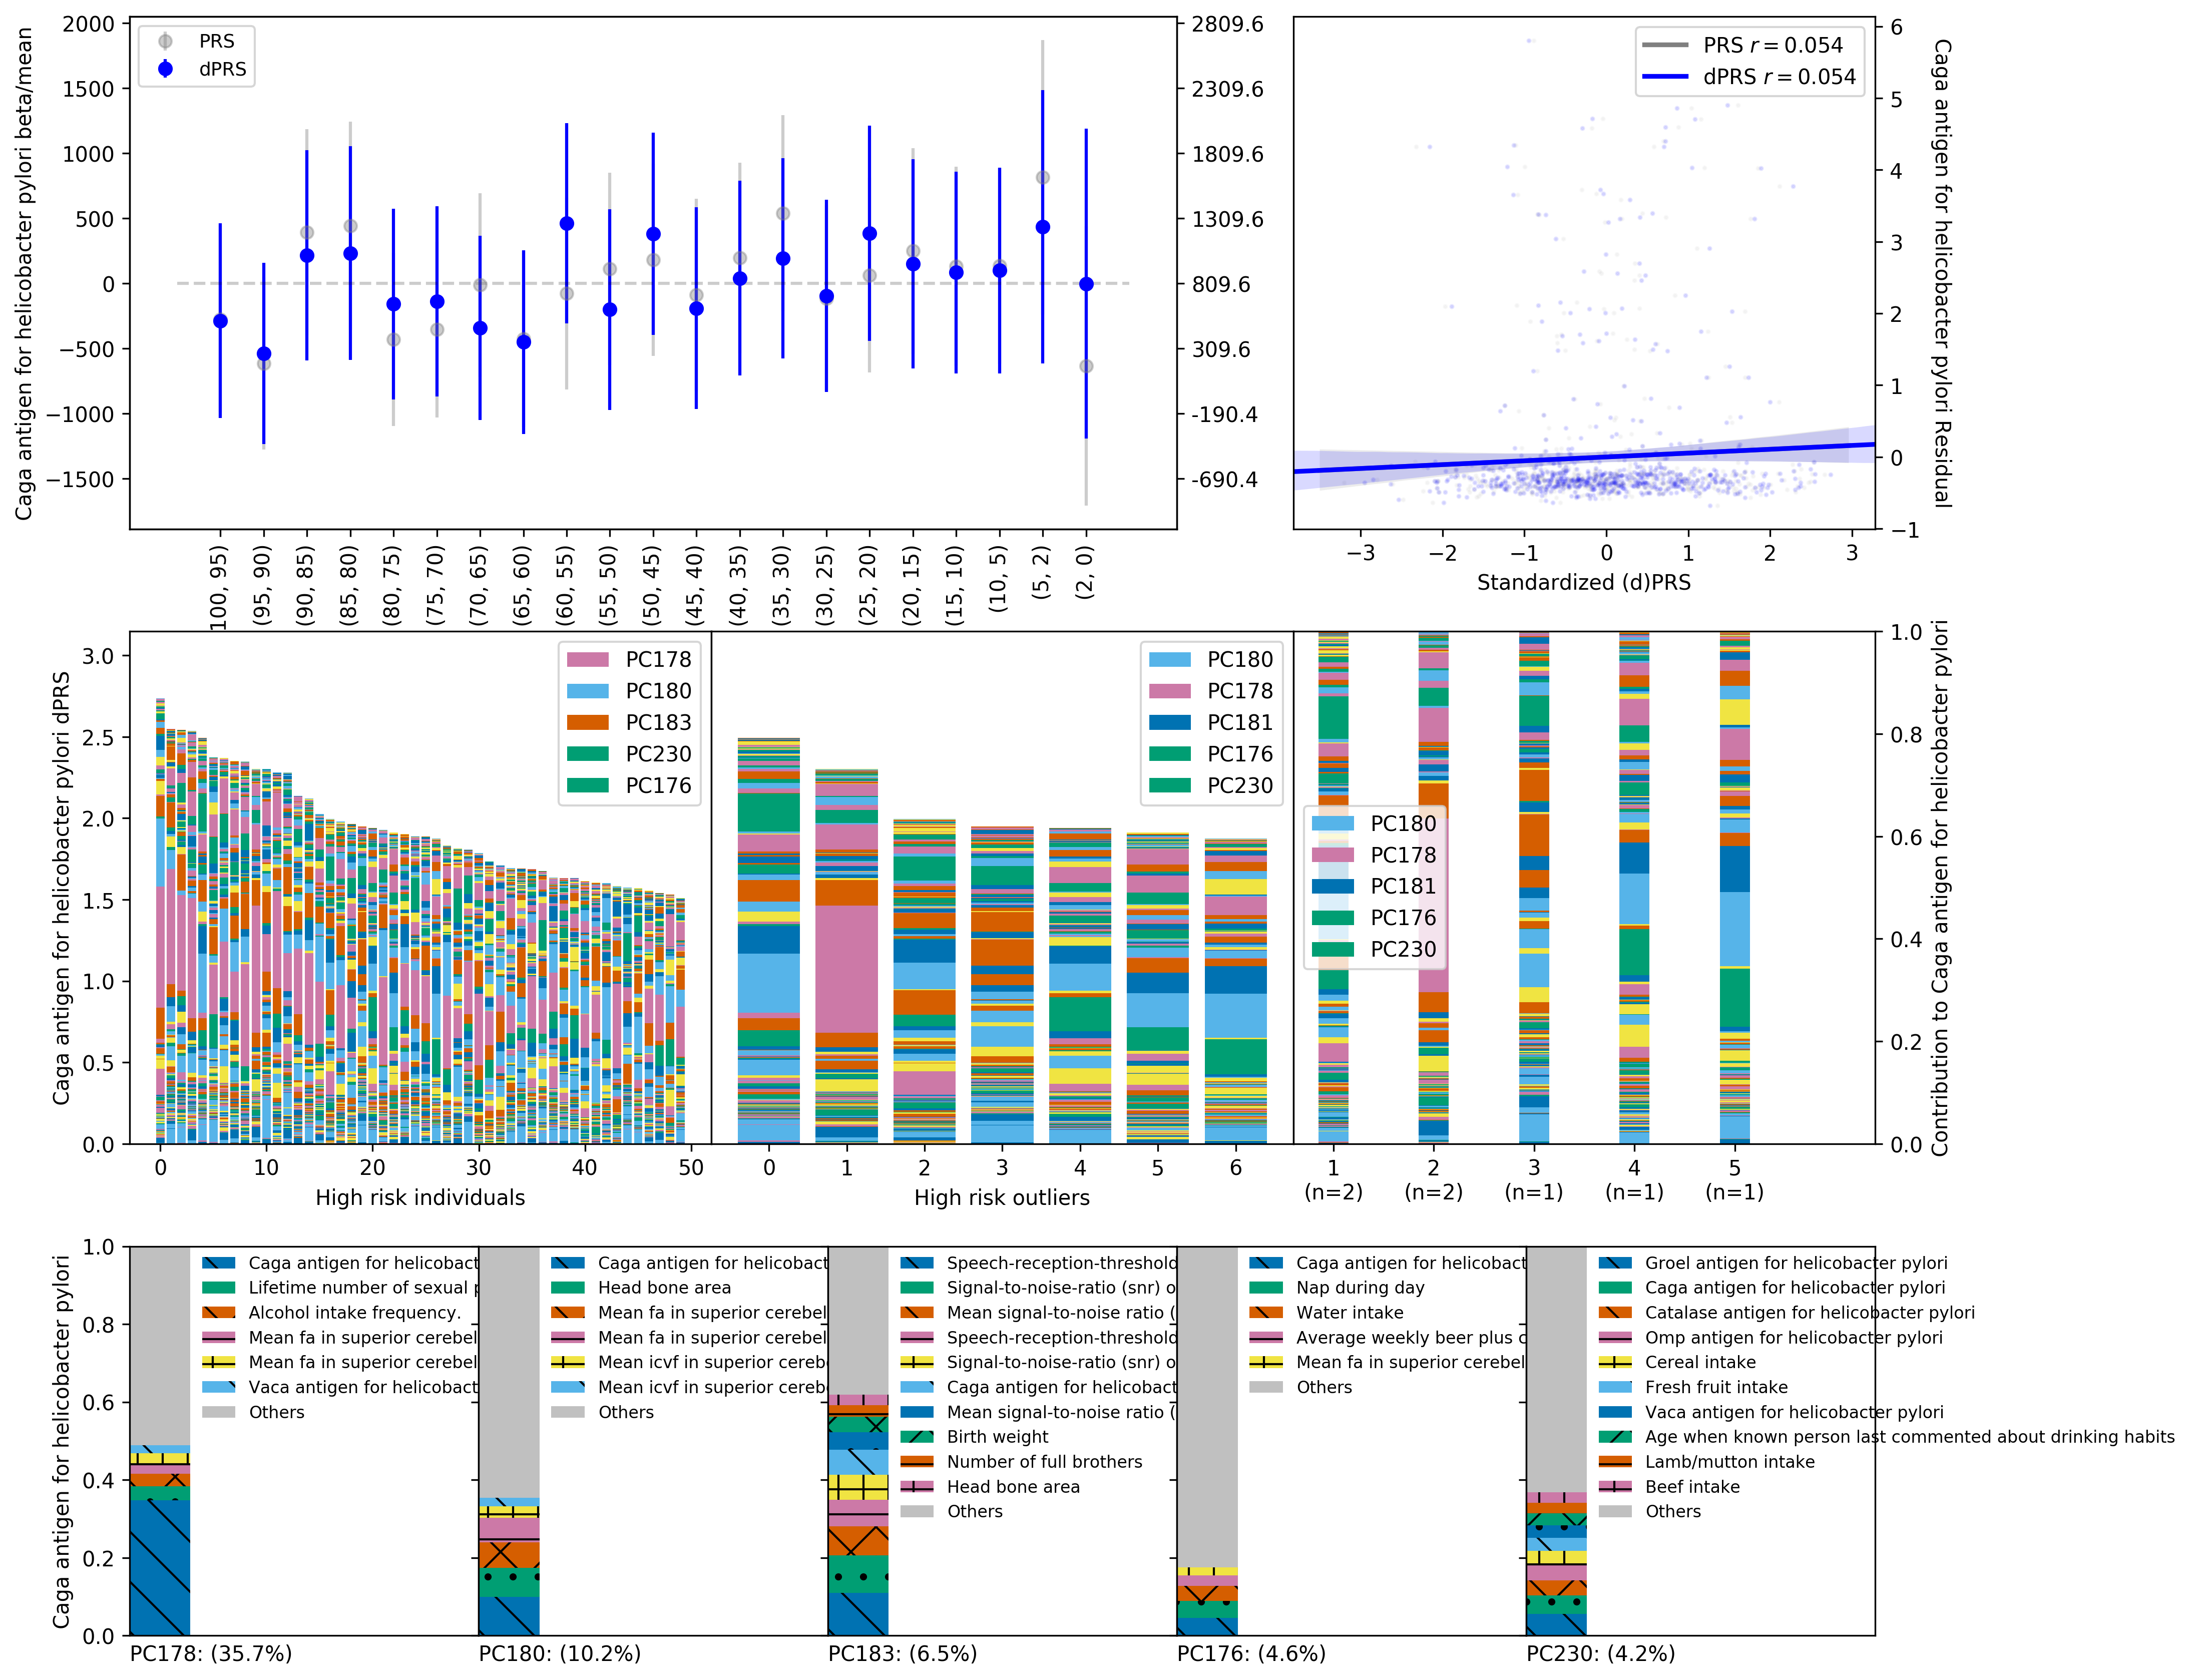 Caga antigen for helicobacter pylori beta/mean
2000
1500
1000
500
0
−500
−1000
−1500
PRS
dPRS
2809.6
2309.6
1809.6
1309.6
809.6
309.6
-190.4
-690.4
100, 95)
(95, 90)
(90, 85)
(85, 80)
(80, 75)
(75, 70)
(70, 65)
(65, 60)
(60, 55)
(55, 50)
(50, 45)
(45, 40)
(40, 35)
(35, 30)
(30, 25)
(25, 20)
(20, 15)
(15, 10)
(10, 5)
(5, 2)
(2, 0)
PRS r = 0.054
dPRS r = 0.054
6
5
4
3
2
1
0
−1
Caga antigen for helicobacter pylori Residual
−3
−2
−1
0
1
2
3
Standardized (d)PRS
Caga antigen for helicobacter pylori dPRS
3.0
2.5
2.0
1.5
1.0
0.5
0.0
PC178
PC180
PC183
PC230
PC176
0
10
20
30
40
50
High risk individuals
PC180
PC178
PC181
PC176
PC230
0
1
2
3
4
5
6
High risk outliers
PC180
PC178
PC181
PC176
PC230
1
(n=2)
2
(n=2)
3
(n=1)
4
(n=1)
5
(n=1)
1.0
0.8
0.6
0.4
0.2
0.0
Contribution to Caga antigen for helicobacter pylori
Caga antigen for helicobacter pylori
1.0
0.8
0.6
0.4
0.2
0.0
Caga antigen for helicobact
Lifetime number of sexual p
Alcohol intake frequency.
Mean fa in superior cerebel
Mean fa in superior cerebel
Vaca antigen for helicobact
Others
PC178: (35.7%)
Caga antigen for helicobact
Head bone area
Mean fa in superior cerebel
Mean fa in superior cerebel
Mean icvf in superior cereb
Mean icvf in superior cereb
Others
PC180: (10.2%)
Speech-reception-threshold
Signal-to-noise-ratio (snr) o
Mean signal-to-noise ratio (
Speech-reception-threshold
Signal-to-noise-ratio (snr) o
Caga antigen for helicobact
Mean signal-to-noise ratio (
Birth weight
Number of full brothers
Head bone area
Others
PC183: (6.5%)
Caga antigen for helicobact
Nap during day
Water intake
Average weekly beer plus c
Mean fa in superior cerebel
Others
PC176: (4.6%)
Groel antigen for helicobacter pylori
Caga antigen for helicobacter pylori
Catalase antigen for helicobacter pylori
Omp antigen for helicobacter pylori
Cereal intake
Fresh fruit intake
Vaca antigen for helicobacter pylori
Age when known person last commented about drinking habits
Lamb/mutton intake
Beef intake
Others
PC230: (4.2%)